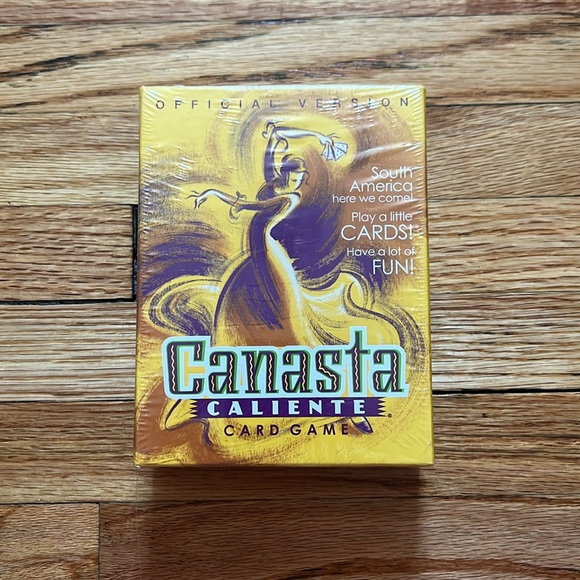 OFFICIAL VERSION
South
America
here we come!
Play a little
CARDS!
Have a lot of
FUN!
Canasta
CALIENTE®
CARD GAME